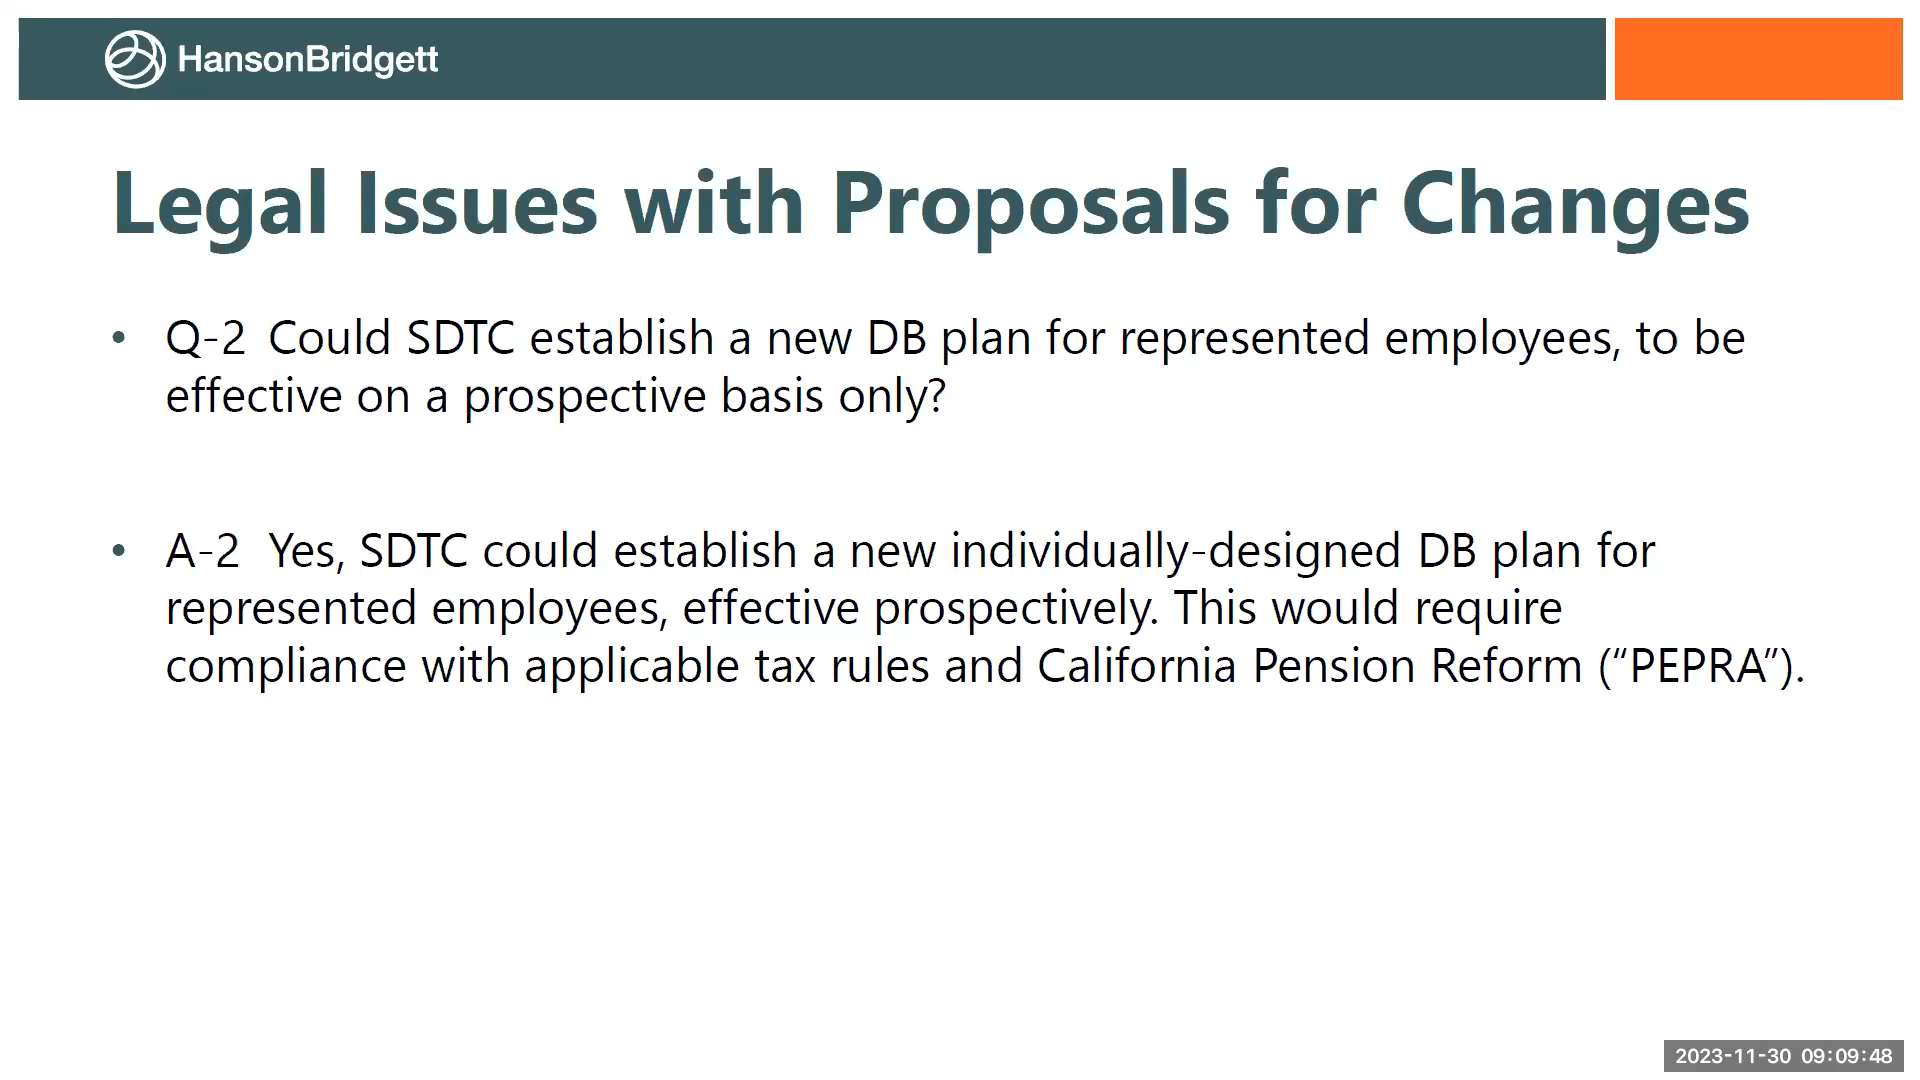 HansonBridgett
Legal Issues with Proposals for Changes
• Q-2 Could SDTC establish a new DB plan for represented employees, to be
effective on a prospective basis only?
• A-2 Yes, SDTC could establish a new individually-designed DB plan for
represented employees, effective prospectively. This would require
compliance with applicable tax rules and California Pension Reform (“PEPRA”).
2023-11-30 09:09:48